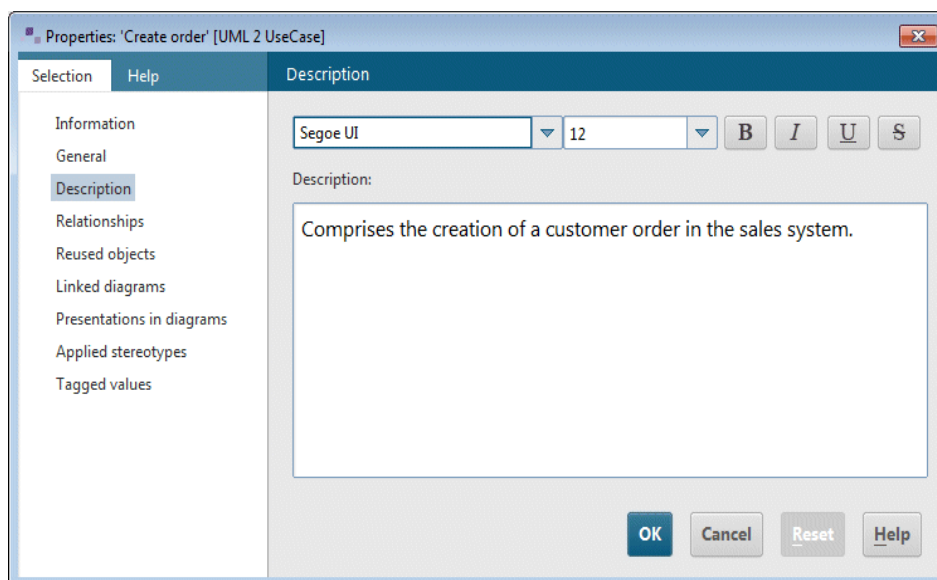 Properties: 'Create order' [UML 2 UseCase]
Selection Help Description
Information
General
Description
Relationships
Reused objects
Linked diagrams
Presentations in diagrams
Applied stereotypes
Tagged values
Segoe UI 12 B I U S
Description:
Comprises the creation of a customer order in the sales system.
OK Cancel Reset Help